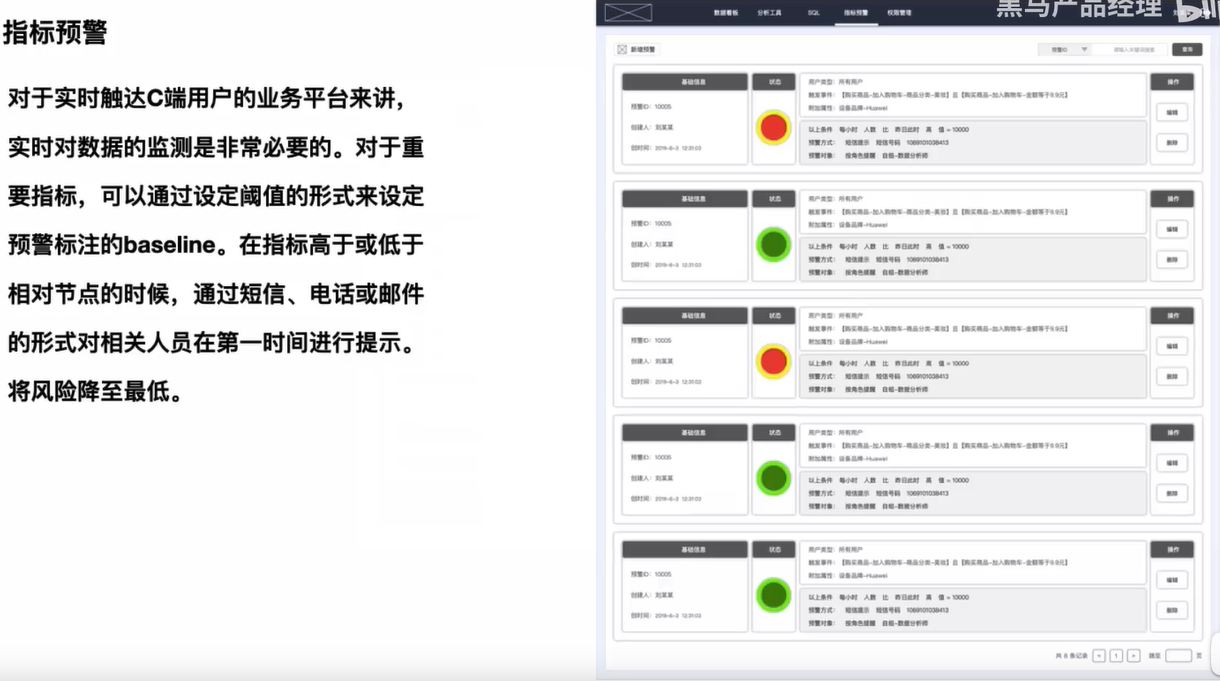 指标预警
对于实时触达C端用户的业务平台来讲，
实时对数据的监测是非常必要的。对于重
要指标，可以通过设定阈值的形式来设定
预警标注的baseline。在指标高于或低于
相对节点的时候，通过短信、电话或邮件
的形式对相关人员在第一时间进行提示。
将风险降至最低。
黑马产品经理
数据看板 分析工具 SQL 指标预警 权限管理
新增预警 预警ID 请输入关键词搜索 查询
基础信息 状态 用户类型：所有用户 操作
触发事件：【购买商品-加入购物车-商品分类-美妆】且【购买商品-加入购物车-金额等于9.9元】
预警ID：10005 附加属性：设备品牌-Huawei 编辑
创建人：刘某某 以上条件 每小时 人数 比 昨日此时 高 值 = 10000
预警方式： 短信提示 短信号码 1069101038413 删除
创时间：2019-6-3 12:31:03 预警对象： 按角色提醒 自组-数据分析师
基础信息 状态 用户类型：所有用户 操作
触发事件：【购买商品-加入购物车-商品分类-美妆】且【购买商品-加入购物车-金额等于9.9元】
预警ID：10005 附加属性：设备品牌-Huawei 编辑
创建人：刘某某 以上条件 每小时 人数 比 昨日此时 高 值 = 10000
预警方式： 短信提示 短信号码 1069101038413 删除
创时间：2019-6-3 12:31:03 预警对象： 按角色提醒 自组-数据分析师
基础信息 状态 用户类型：所有用户 操作
触发事件：【购买商品-加入购物车-商品分类-美妆】且【购买商品-加入购物车-金额等于9.9元】
预警ID：10005 附加属性：设备品牌-Huawei 编辑
创建人：刘某某 以上条件 每小时 人数 比 昨日此时 高 值 = 10000
预警方式： 短信提示 短信号码 1069101038413 删除
创时间：2019-6-3 12:31:03 预警对象： 按角色提醒 自组-数据分析师
基础信息 状态 用户类型：所有用户 操作
触发事件：【购买商品-加入购物车-商品分类-美妆】且【购买商品-加入购物车-金额等于9.9元】
预警ID：10005 附加属性：设备品牌-Huawei 编辑
创建人：刘某某 以上条件 每小时 人数 比 昨日此时 高 值 = 10000
预警方式： 短信提示 短信号码 1069101038413 删除
创时间：2019-6-3 12:31:03 预警对象： 按角色提醒 自组-数据分析师
基础信息 状态 用户类型：所有用户 操作
触发事件：【购买商品-加入购物车-商品分类-美妆】且【购买商品-加入购物车-金额等于9.9元】
预警ID：10005 附加属性：设备品牌-Huawei 编辑
创建人：刘某某 以上条件 每小时 人数 比 昨日此时 高 值 = 10000
预警方式： 短信提示 短信号码 1069101038413 删除
创时间：2019-6-3 12:31:03 预警对象： 按角色提醒 自组-数据分析师
共 8 条记录 < 1 > 跳至 页